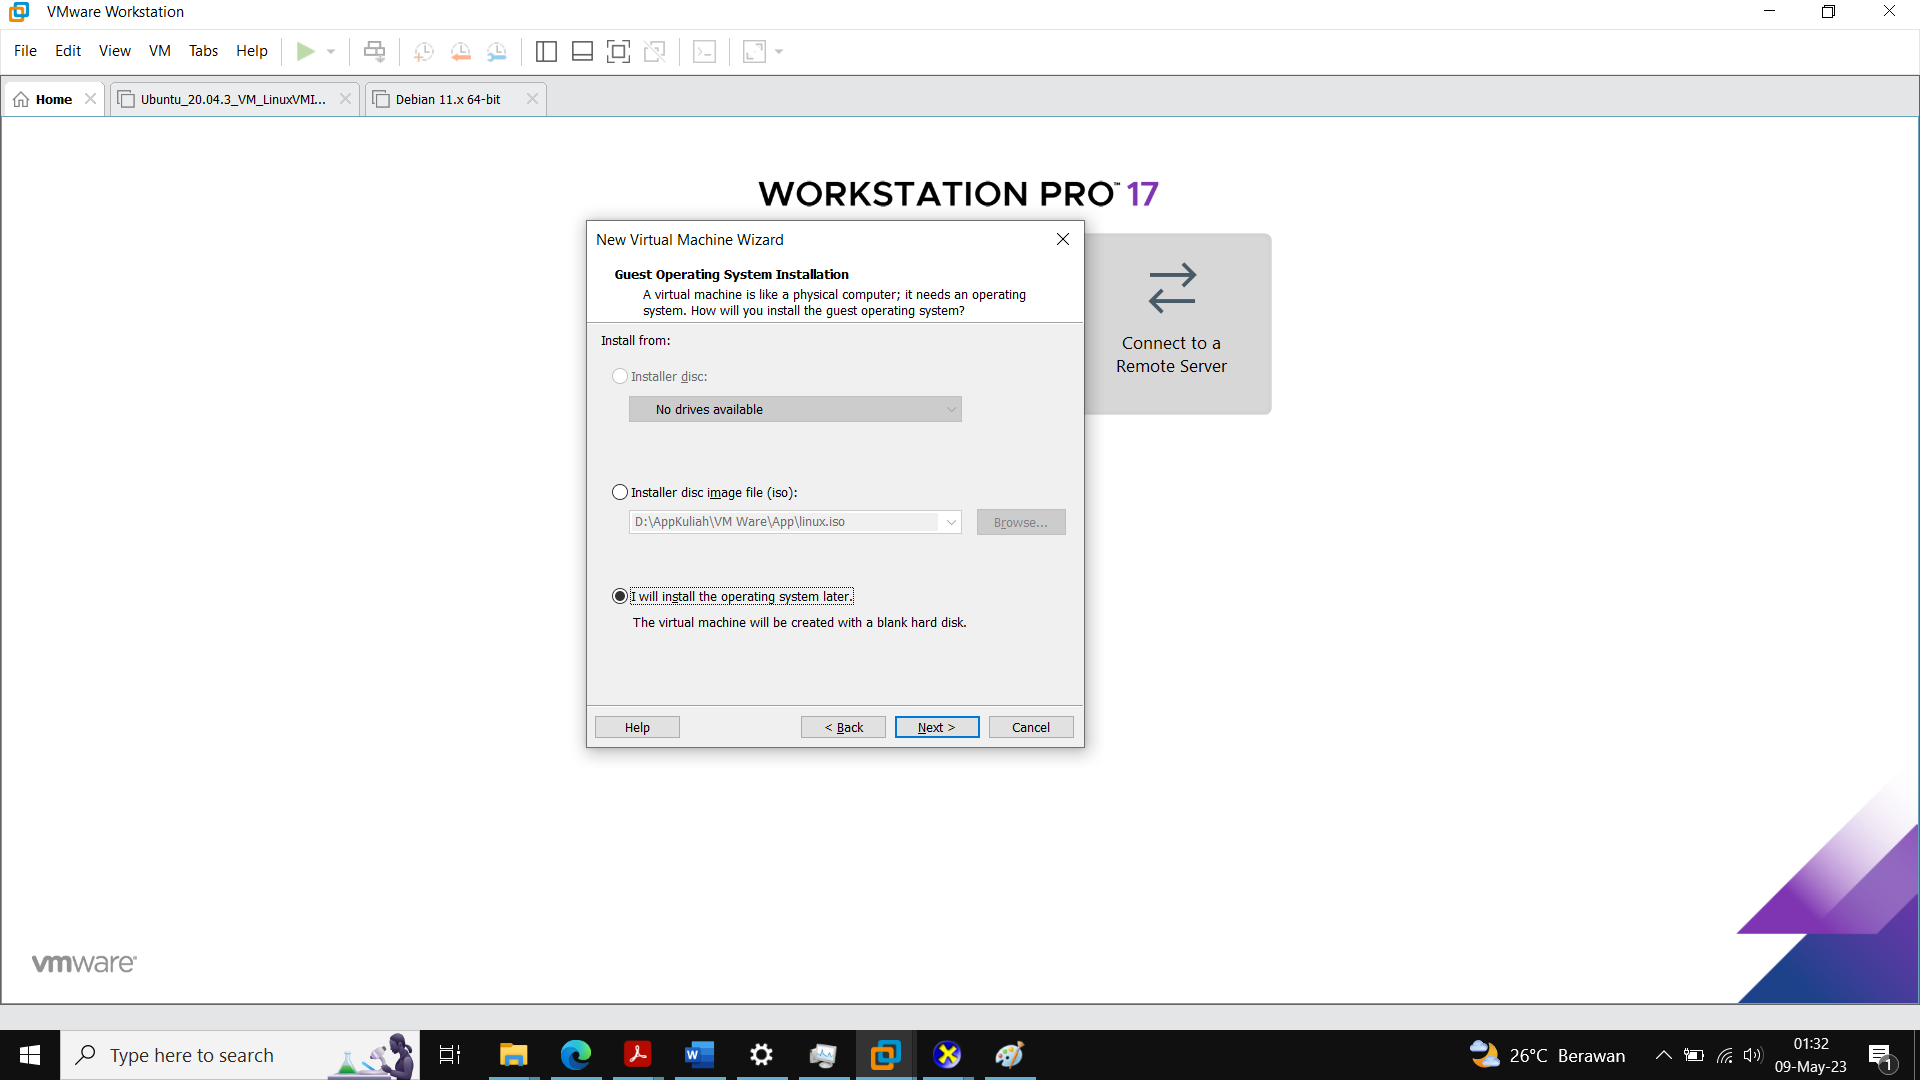 VMware Workstation
File Edit View VM Tabs Help
Home Ubuntu_20.04.3_VM_LinuxVMI... Debian 11.x 64-bit
WORKSTATION PRO™ 17
New Virtual Machine Wizard
Guest Operating System Installation
A virtual machine is like a physical computer; it needs an operating
system. How will you install the guest operating system?
Install from:
Installer disc:
No drives available
Installer disc image file (iso):
D:\AppKuliah\VM Ware\App\linux.iso Browse...
I will install the operating system later.
The virtual machine will be created with a blank hard disk.
Help < Back Next > Cancel
Connect to a
Remote Server
vmware®
Type here to search
26°C Berawan
01:32
09-May-23
1